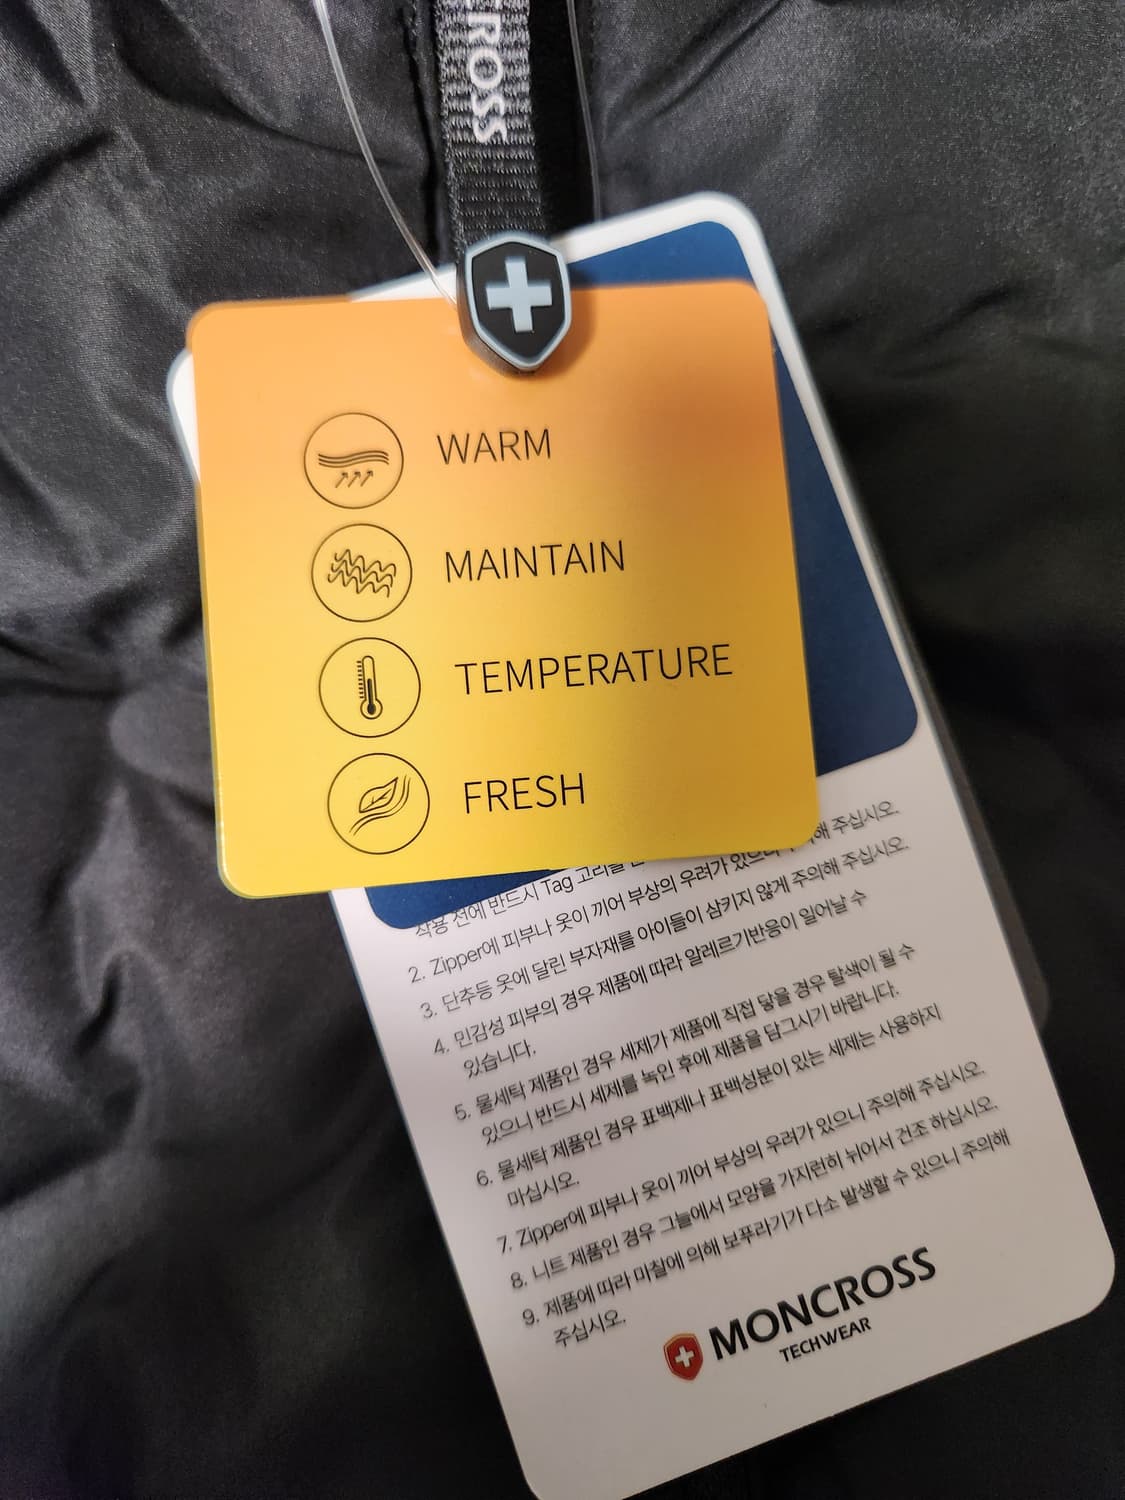 ROSS
WARM
MAINTAIN
TEMPERATURE
FRESH
해 주십시오.
착용 전에 반드시 Tag 고리를
2. Zipper에 피부나 옷이 끼어 부상의 우려가 있으니 주의해 주십시오.
3. 단추등 옷에 달린 부자재를 아이들이 삼키지 않게 주의해 주십시오.
4. 민감성 피부의 경우 제품에 따라 알레르기반응이 일어날 수
있습니다.
5. 물세탁 제품인 경우 세제가 제품에 직접 닿을 경우 탈색이 될 수
있으니 반드시 세제를 녹인 후에 제품을 담그시기 바랍니다.
6. 물세탁 제품인 경우 표백제나 표백성분이 있는 세제는 사용하지
마십시오.
7. Zipper에 피부나 옷이 끼어 부상의 우려가 있으니 주의해 주십시오.
8. 니트 제품인 경우 그늘에서 모양을 가지런히 뉘어서 건조 하십시오.
9. 제품에 따라 마찰에 의해 보푸라기가 다소 발생할 수 있으니 주의해
주십시오.
MONCROSS
TECHWEAR